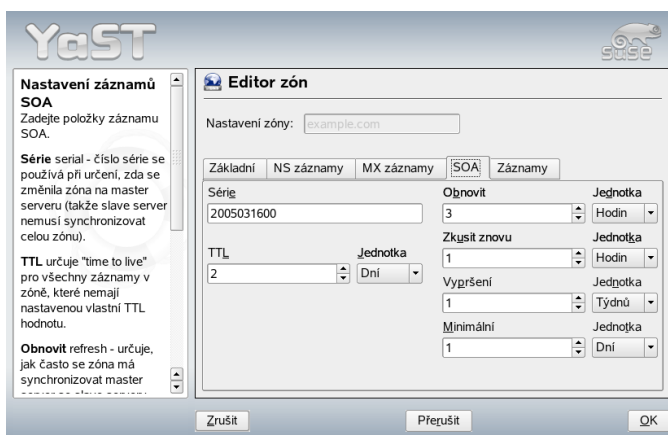 YaST
SUSE
Nastavení záznamů
SOA
Zadejte položky záznamu
SOA.
Série serial - číslo série se
používá při určení, zda se
změnila zóna na master
serveru (takže slave server
nemusí synchronizovat
celou zónu).
TTL určuje "time to live"
pro všechny záznamy v
zóně, které nemají
nastavenou vlastní TTL
hodnotu.
Obnovit refresh - určuje,
jak často se zóna má
synchronizovat master
Editor zón
Nastavení zóny: example.com
Základní NS záznamy MX záznamy SOA Záznamy
Série
2005031600
TTL Jednotka
2 Dní
Obnovit Jednotka
3 Hodin
Zkusit znovu Jednotka
1 Hodin
Vypršení Jednotka
1 Týdnů
Minimální Jednotka
1 Dní
Zrušit Přerušit OK